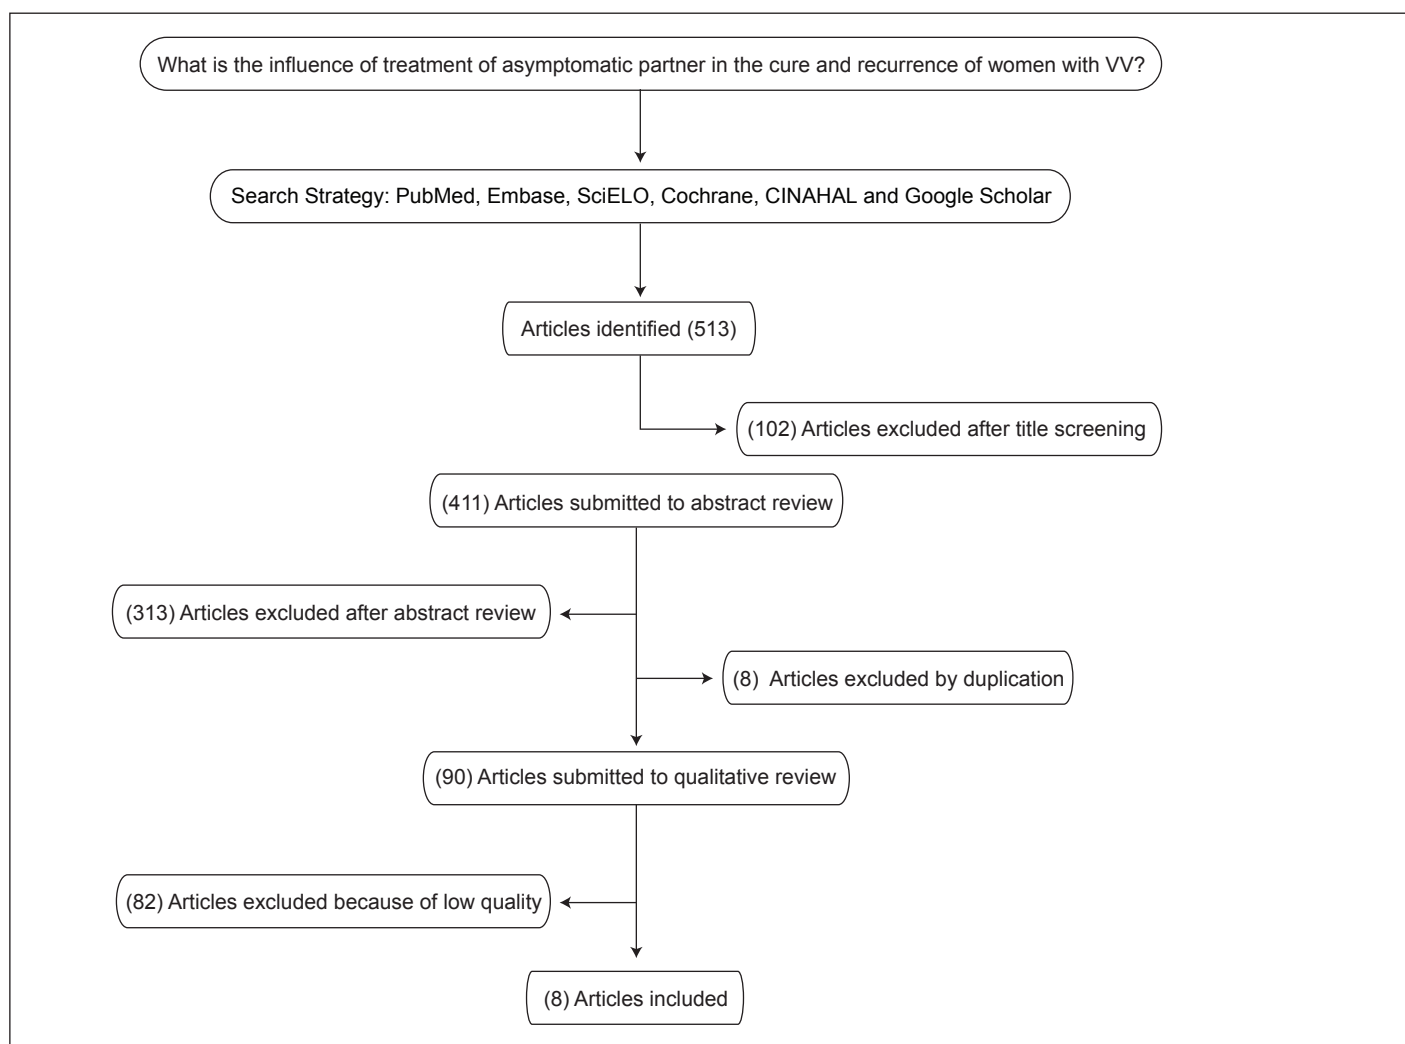 What is the influence of treatment of asymptomatic partner in the cure and recurrence of women with VV?
Search Strategy: PubMed, Embase, SciELO, Cochrane, CINAHAL and Google Scholar
Articles identified (513)
(102) Articles excluded after title screening
(411) Articles submitted to abstract review
(313) Articles excluded after abstract review
(8) Articles excluded by duplication
(90) Articles submitted to qualitative review
(82) Articles excluded because of low quality
(8) Articles included